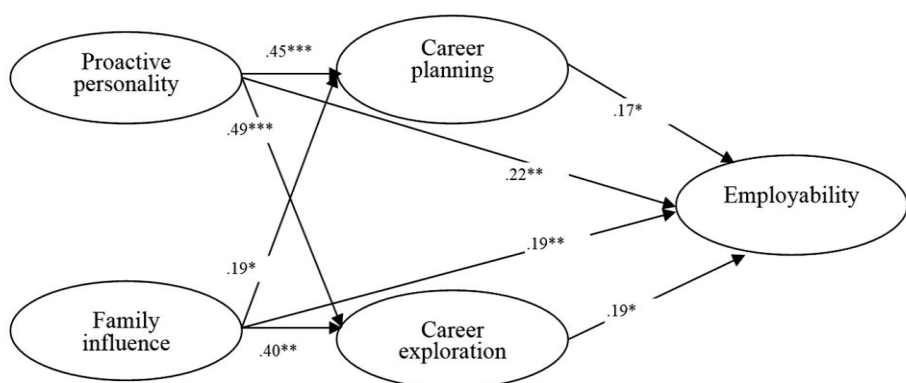 Proactive
personality
.45***
Career
planning
.17*
.49***
.22**
Employability
.19*
.19**
Family
influence
.40**
Career
exploration
.19*